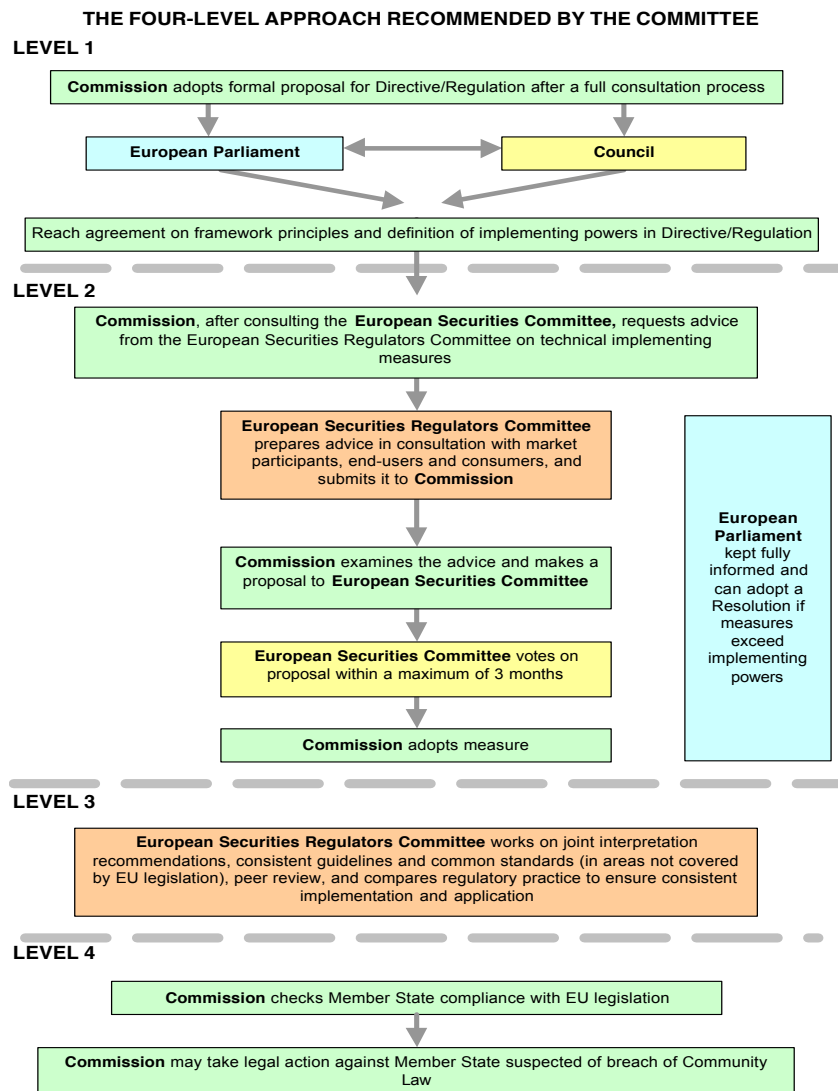 THE FOUR-LEVEL APPROACH RECOMMENDED BY THE COMMITTEE
LEVEL 1
Commission adopts formal proposal for Directive/Regulation after a full consultation process
European Parliament
Council
Reach agreement on framework principles and definition of implementing powers in Directive/Regulation
LEVEL 2
Commission, after consulting the European Securities Committee, requests advice
from the European Securities Regulators Committee on technical implementing
measures
European Securities Regulators Committee
prepares advice in consultation with market
participants, end-users and consumers, and
submits it to Commission
Commission examines the advice and makes a
proposal to European Securities Committee
European Securities Committee votes on
proposal within a maximum of 3 months
Commission adopts measure
European
Parliament
kept fully
informed and
can adopt a
Resolution if
measures
exceed
implementing
powers
LEVEL 3
European Securities Regulators Committee works on joint interpretation
recommendations, consistent guidelines and common standards (in areas not covered
by EU legislation), peer review, and compares regulatory practice to ensure consistent
implementation and application
LEVEL 4
Commission checks Member State compliance with EU legislation
Commission may take legal action against Member State suspected of breach of Community
Law